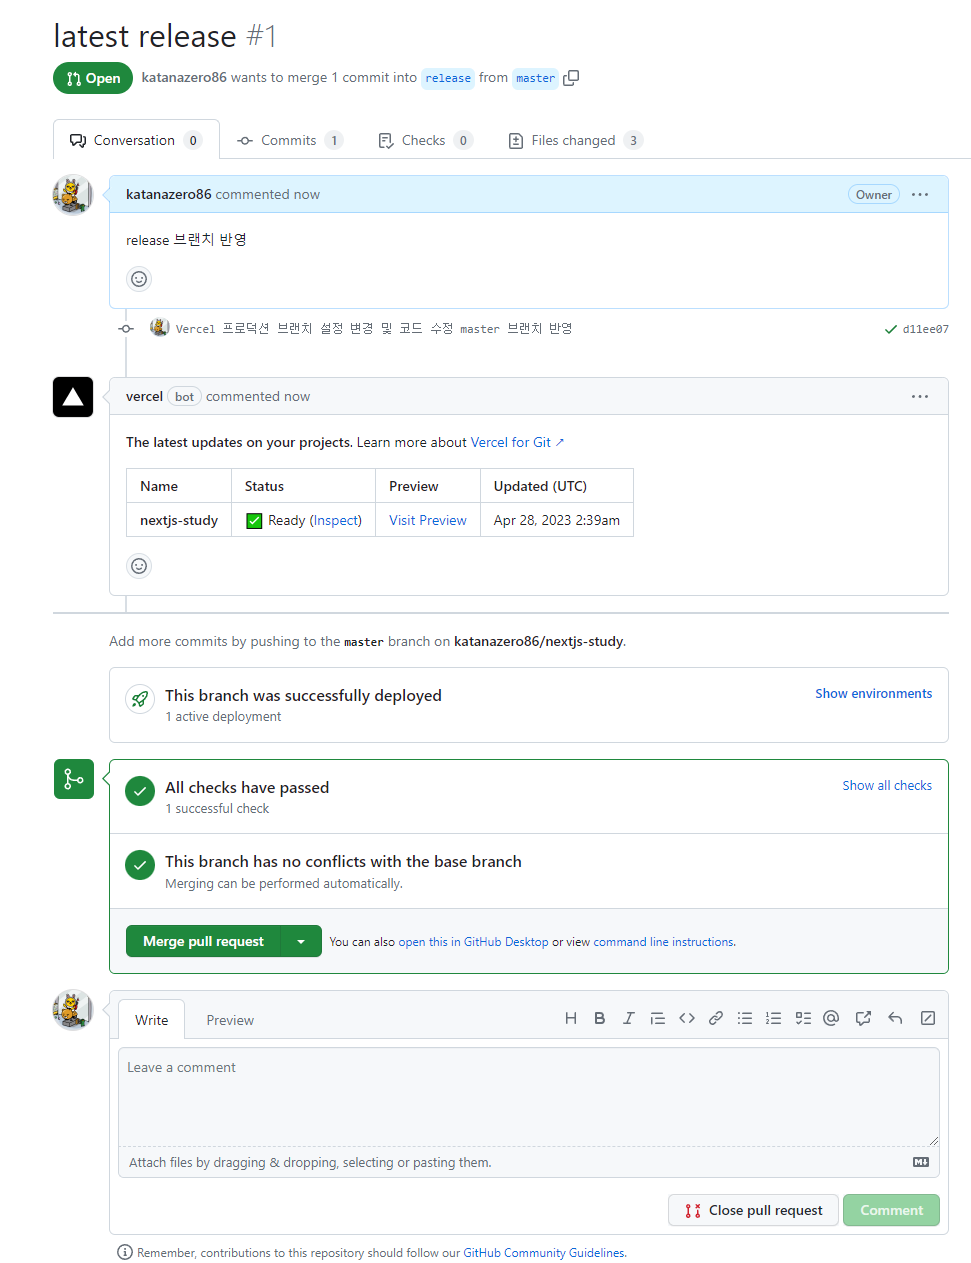 latest release #1
Open katanazero86 wants to merge 1 commit into release from master
Conversation 0 Commits 1 Checks 0 Files changed 3
katanazero86 commented now Owner
release 브랜치 반영
Vercel 프로덕션 브랜치 설정 변경 및 코드 수정 master 브랜치 반영 d11ee07
vercel bot commented now
The latest updates on your projects. Learn more about Vercel for Git ↗
Name Status Preview Updated (UTC)
nextjs-study ✅ Ready (Inspect) Visit Preview Apr 28, 2023 2:39am
Add more commits by pushing to the master branch on katanazero86/nextjs-study.
This branch was successfully deployed Show environments
1 active deployment
All checks have passed Show all checks
1 successful check
This branch has no conflicts with the base branch
Merging can be performed automatically.
Merge pull request You can also open this in GitHub Desktop or view command line instructions.
Write Preview
Leave a comment
Attach files by dragging & dropping, selecting or pasting them.
Close pull request Comment
Remember, contributions to this repository should follow our GitHub Community Guidelines.